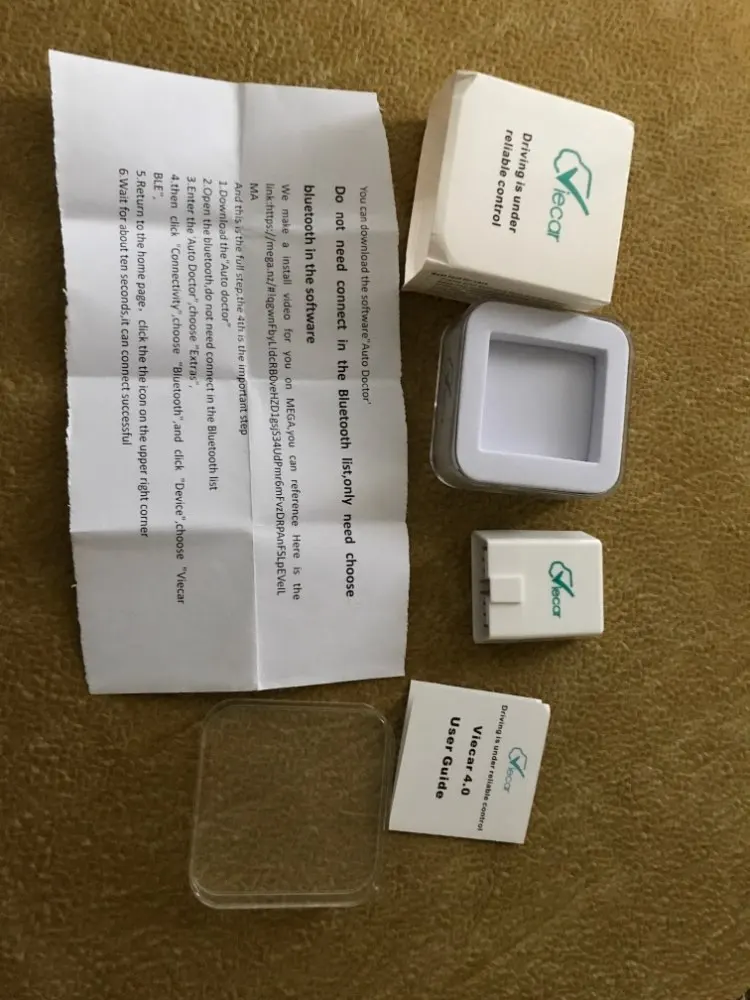 You can download the software"Auto Doctor'
Do not need connect in the Bluetooth list,only need choose
bluetooth in the software
We make a install video for you on MEGA,you can reference Here is the
MA
And this is the full step,the 4th is the important step
1.Download the"Auto doctor"
2.Open the bluetooth,do not need connect in the Bluetooth list
3.Enter the'Auto Doctor',choose "Extras",
4.then click "Connectivity",choose "Bluetooth",and click "Device",choose "Viecar
BLE",
5.Return to the home page，click the the icon on the upper right corner
6.Wait for about ten seconds,it can connect successful
Viecar
Driving is under
reliable control
Viecar
Viecar
Driving is under reliable control
Viecar 4.0
User Guide